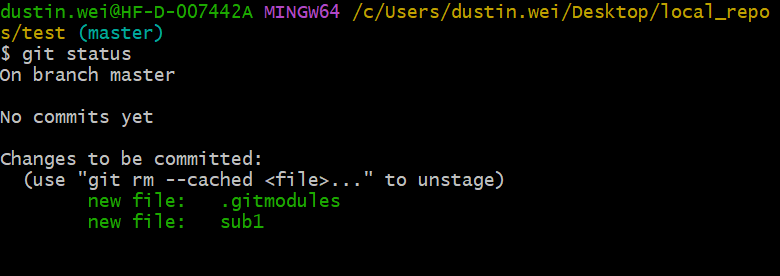 dustin.wei@HF-D-007442A MINGW64 /c/Users/dustin.wei/Desktop/local_repo
s/test (master)
$ git status
On branch master
No commits yet
Changes to be committed:
  (use "git rm --cached <file>..." to unstage)
        new file:   .gitmodules
        new file:   sub1